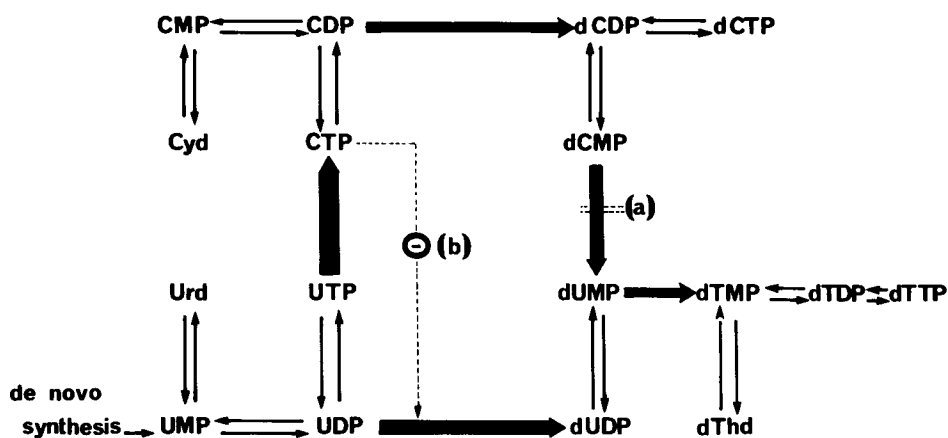 CMP CDP dCDP dCTP
Cyd CTP dCMP
(a)
⊖ (b)
Urd UTP dUMP dTMP dTDP dTTP
de novo
synthesis UMP UDP dUDP dThd